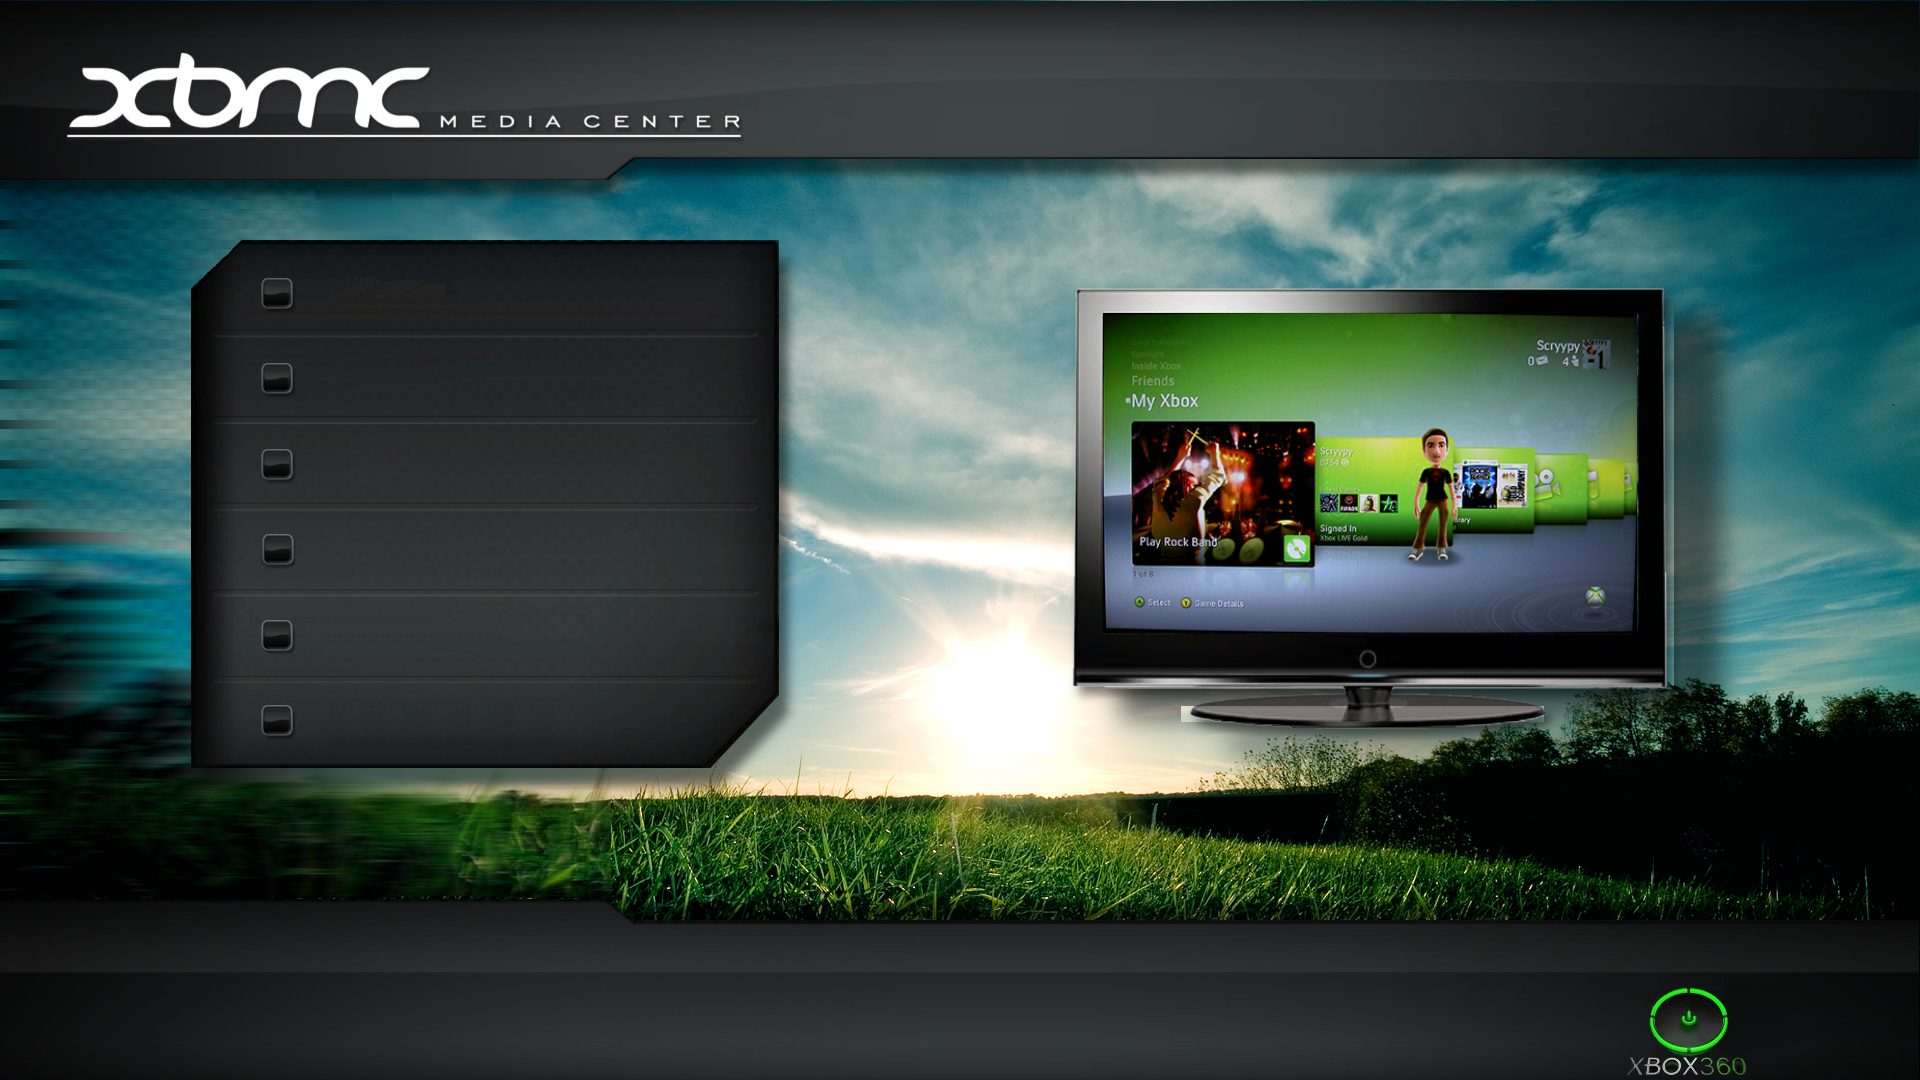 xbmc MEDIA CENTER
Spotlight
Inside Xbox
Friends
My Xbox
Scryypy
0 4
-1
Scryypy
8754 G
Play Rock Band
Signed In
Xbox LIVE Gold
1 of 8
A Select Y Game Details
XBOX360